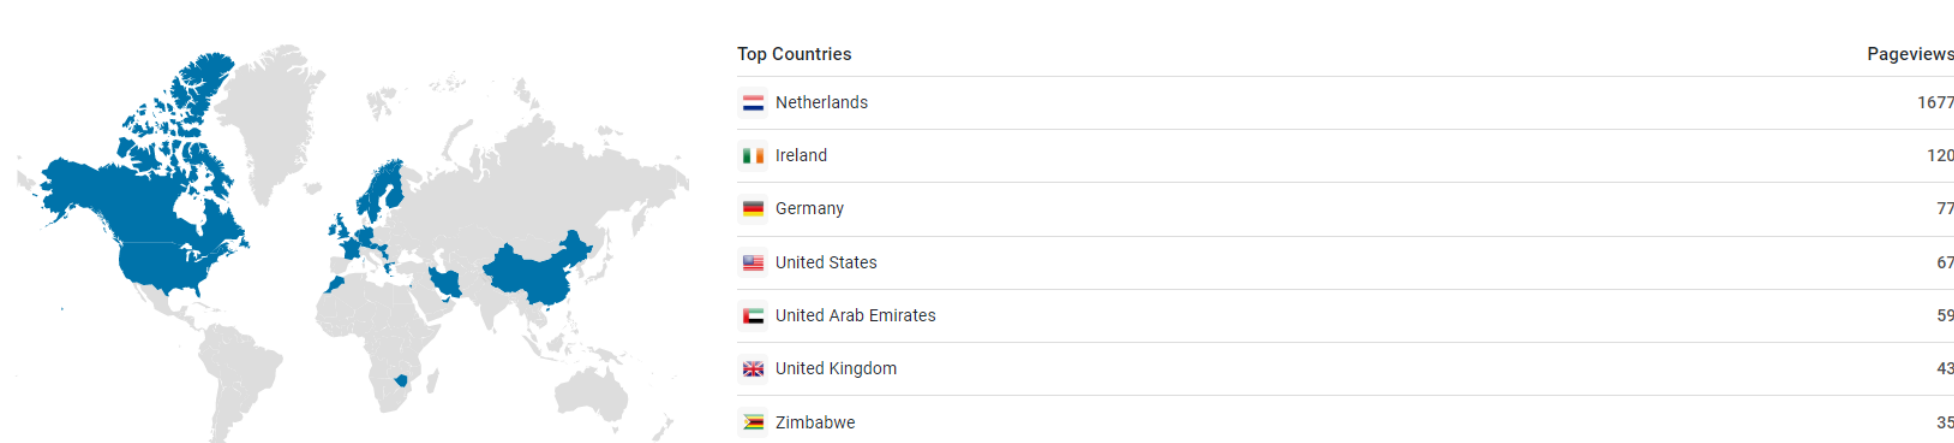 Top Countries Pageviews
Netherlands 1677
Ireland 120
Germany 77
United States 67
United Arab Emirates 59
United Kingdom 43
Zimbabwe 35